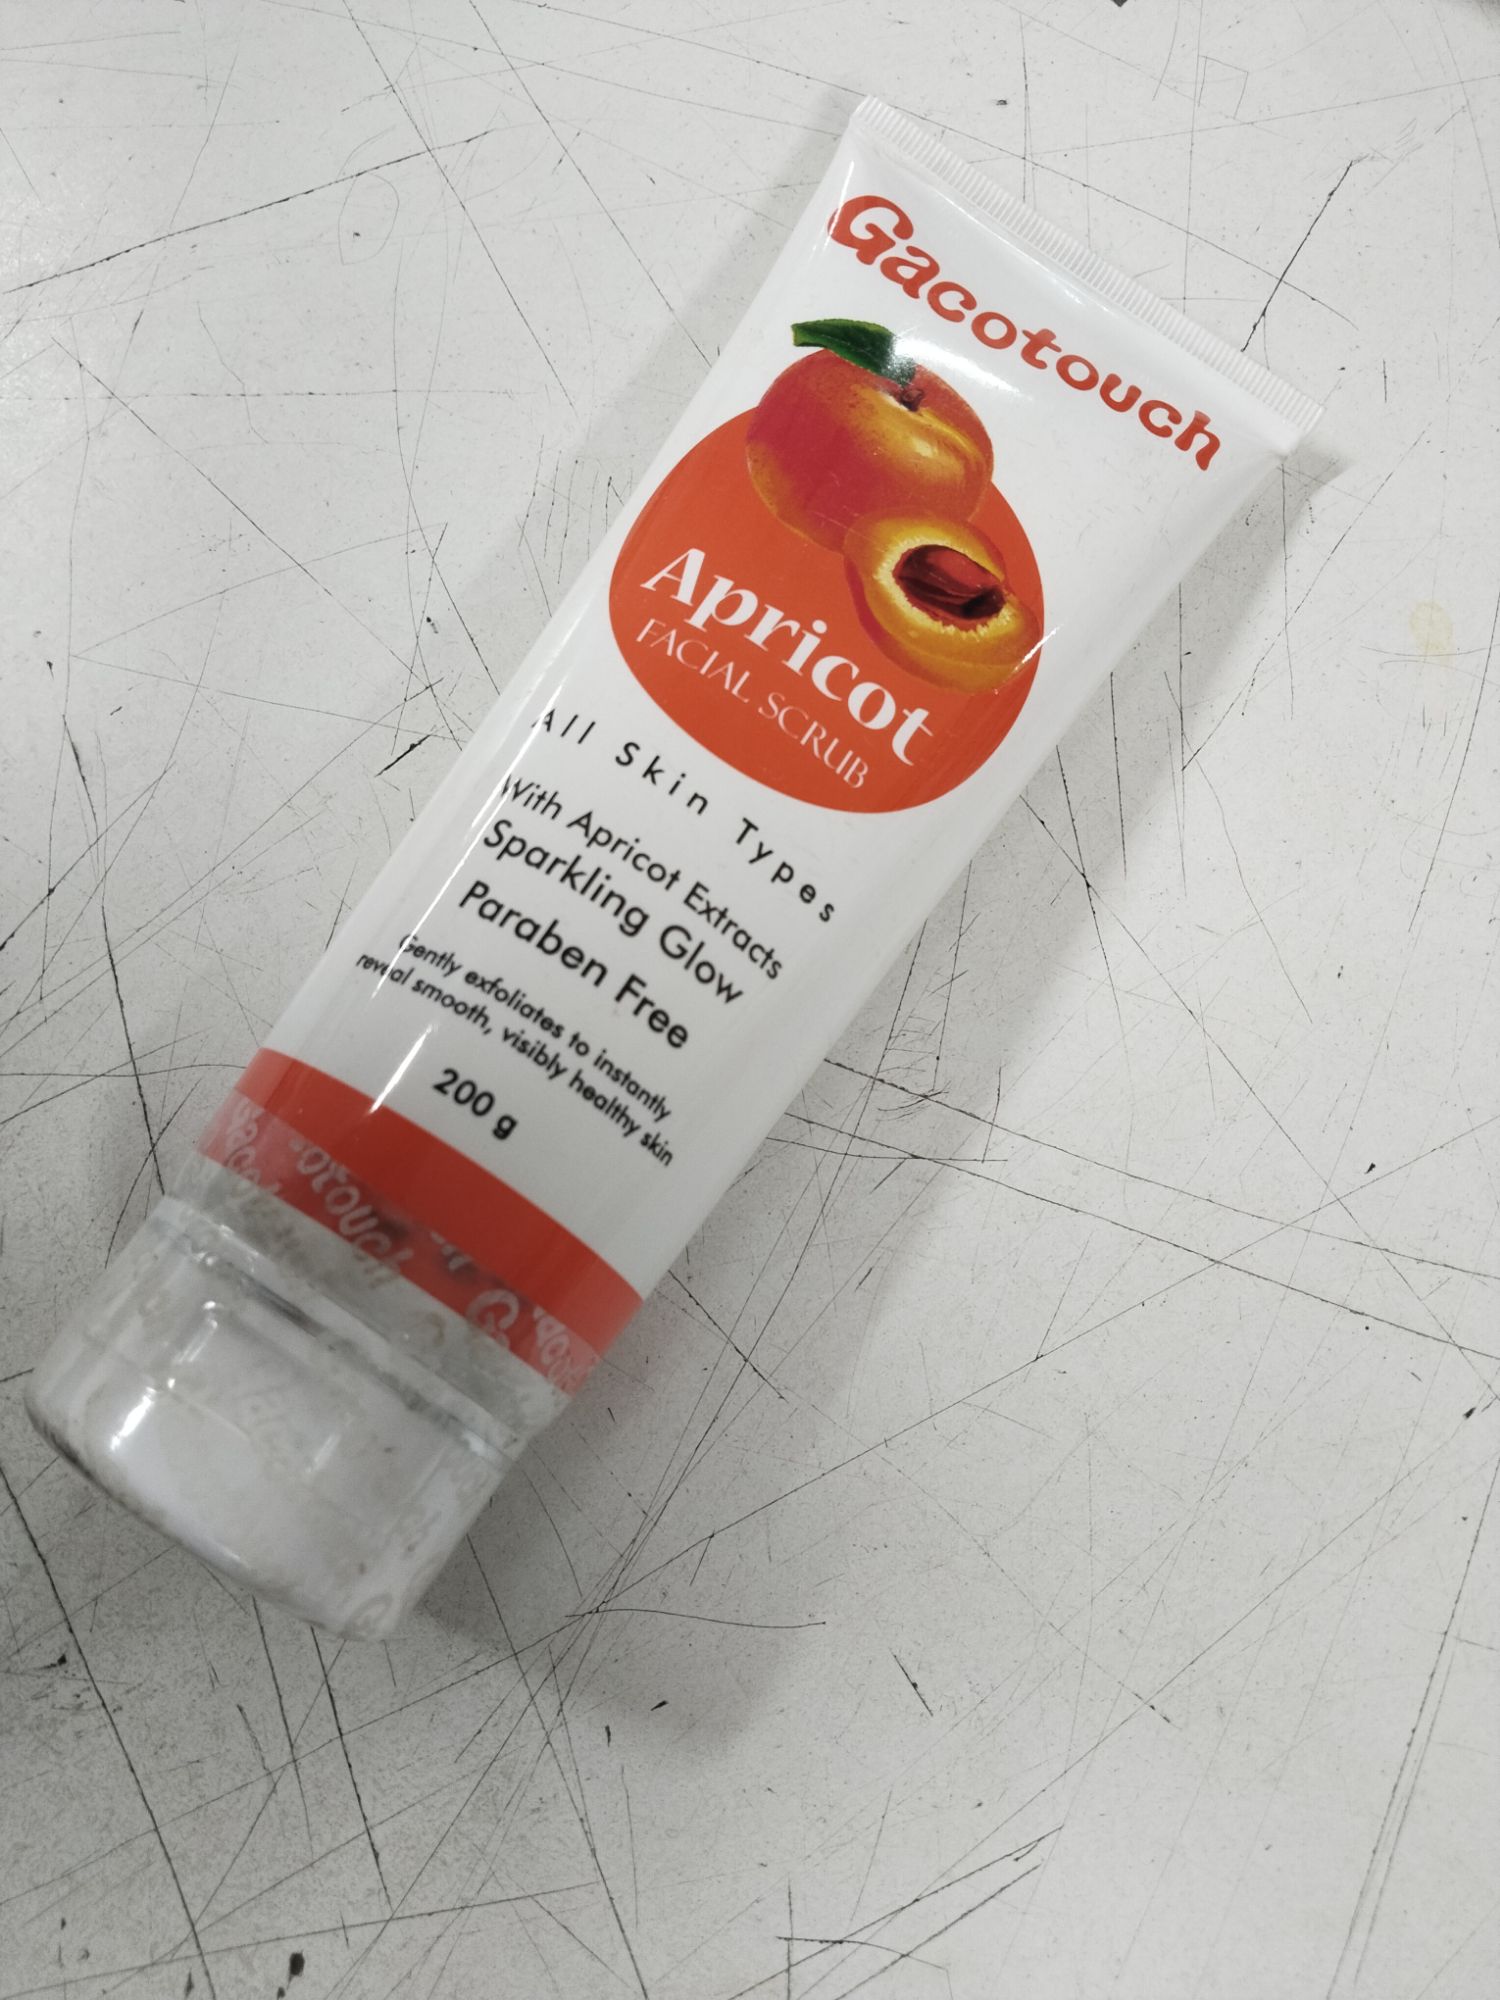 Gacotouch
Apricot
FACIAL SCRUB
All Skin Types
With Apricot Extracts
Sparkling Glow
Paraben Free
Gently exfoliates to instantly
reveal smooth, visibly healthy skin
200 g